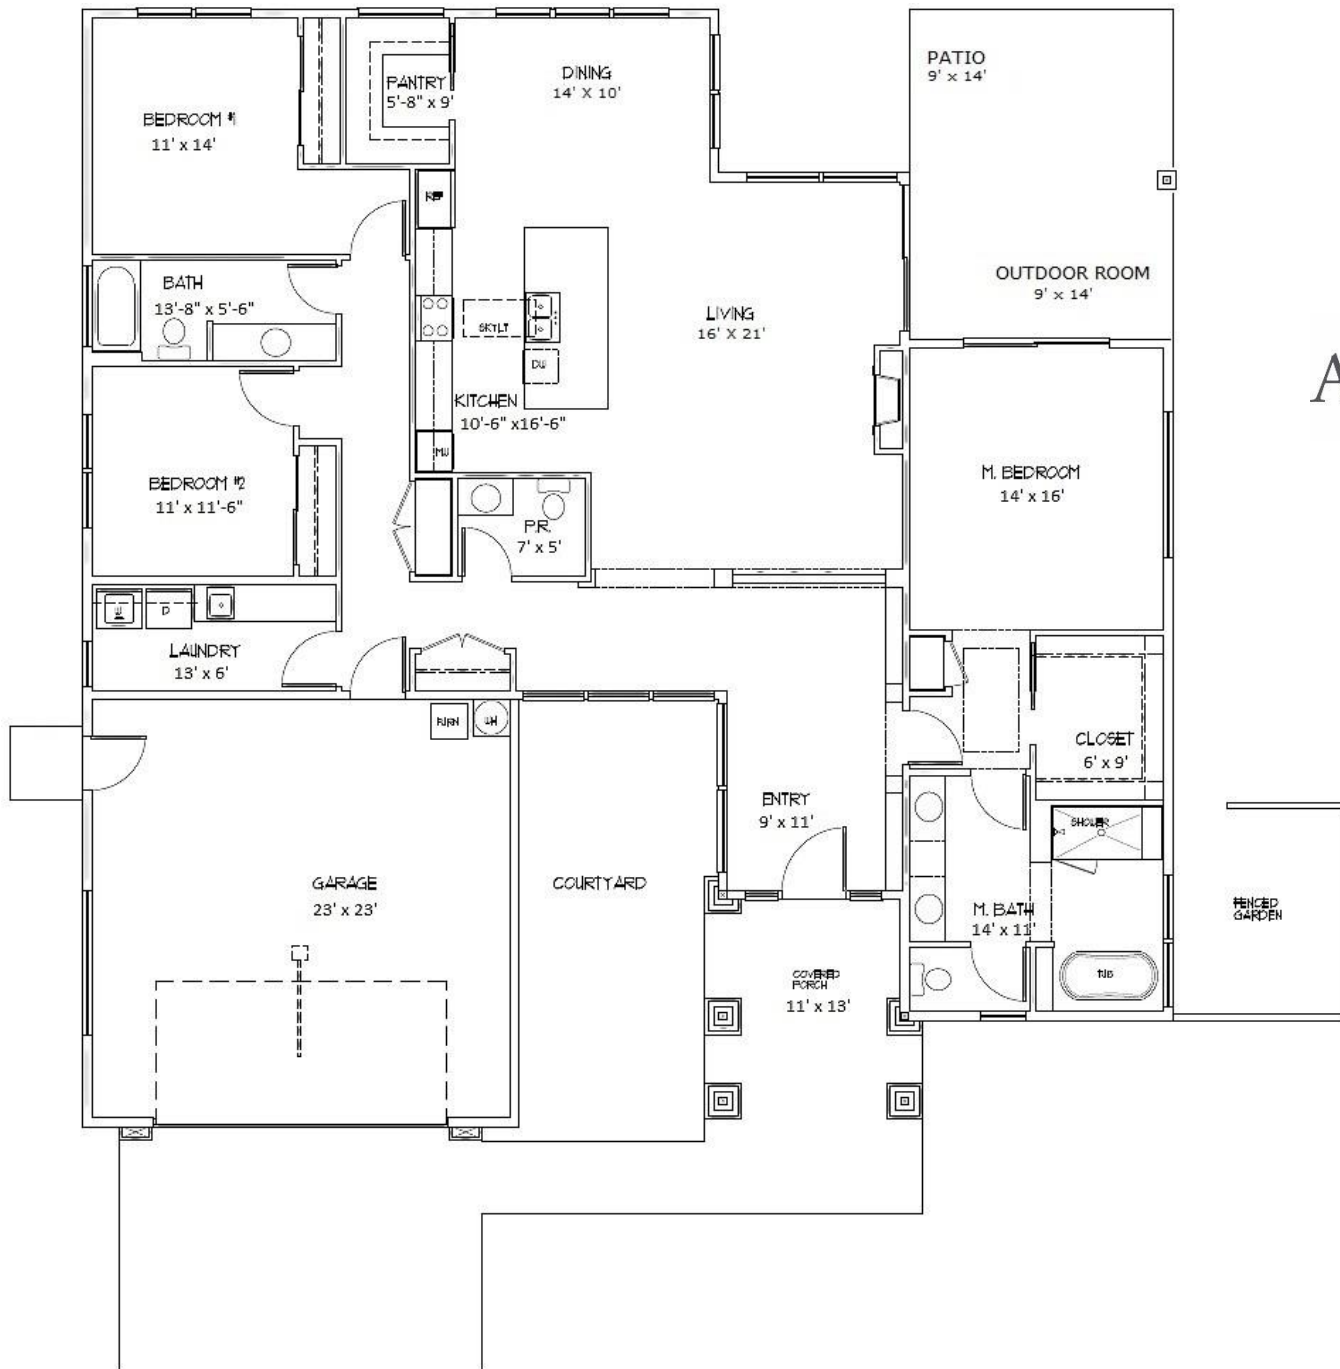 PATIO
9' x 14'
DINING
14' X 10'
PANTRY
5'-8" x 9'
BEDROOM #1
11' x 14'
REF
OUTDOOR ROOM
9' x 14'
BATH
13'-8" x 5'-6"
LIVING
16' X 21'
SKYLT
DW
A
KITCHEN
10'-6" x16'-6"
MW
M. BEDROOM
14' x 16'
BEDROOM #2
11' x 11'-6"
P.R.
7' x 5'
W
D
LAUNDRY
13' x 6'
FURN
WH
CLOSET
6' x 9'
ENTRY
9' x 11'
SHOWER
GARAGE
23' x 23'
COURTYARD
M. BATH
14' x 11'
FENCED
GARDEN
TUB
COVERED
PORCH
11' x 13'